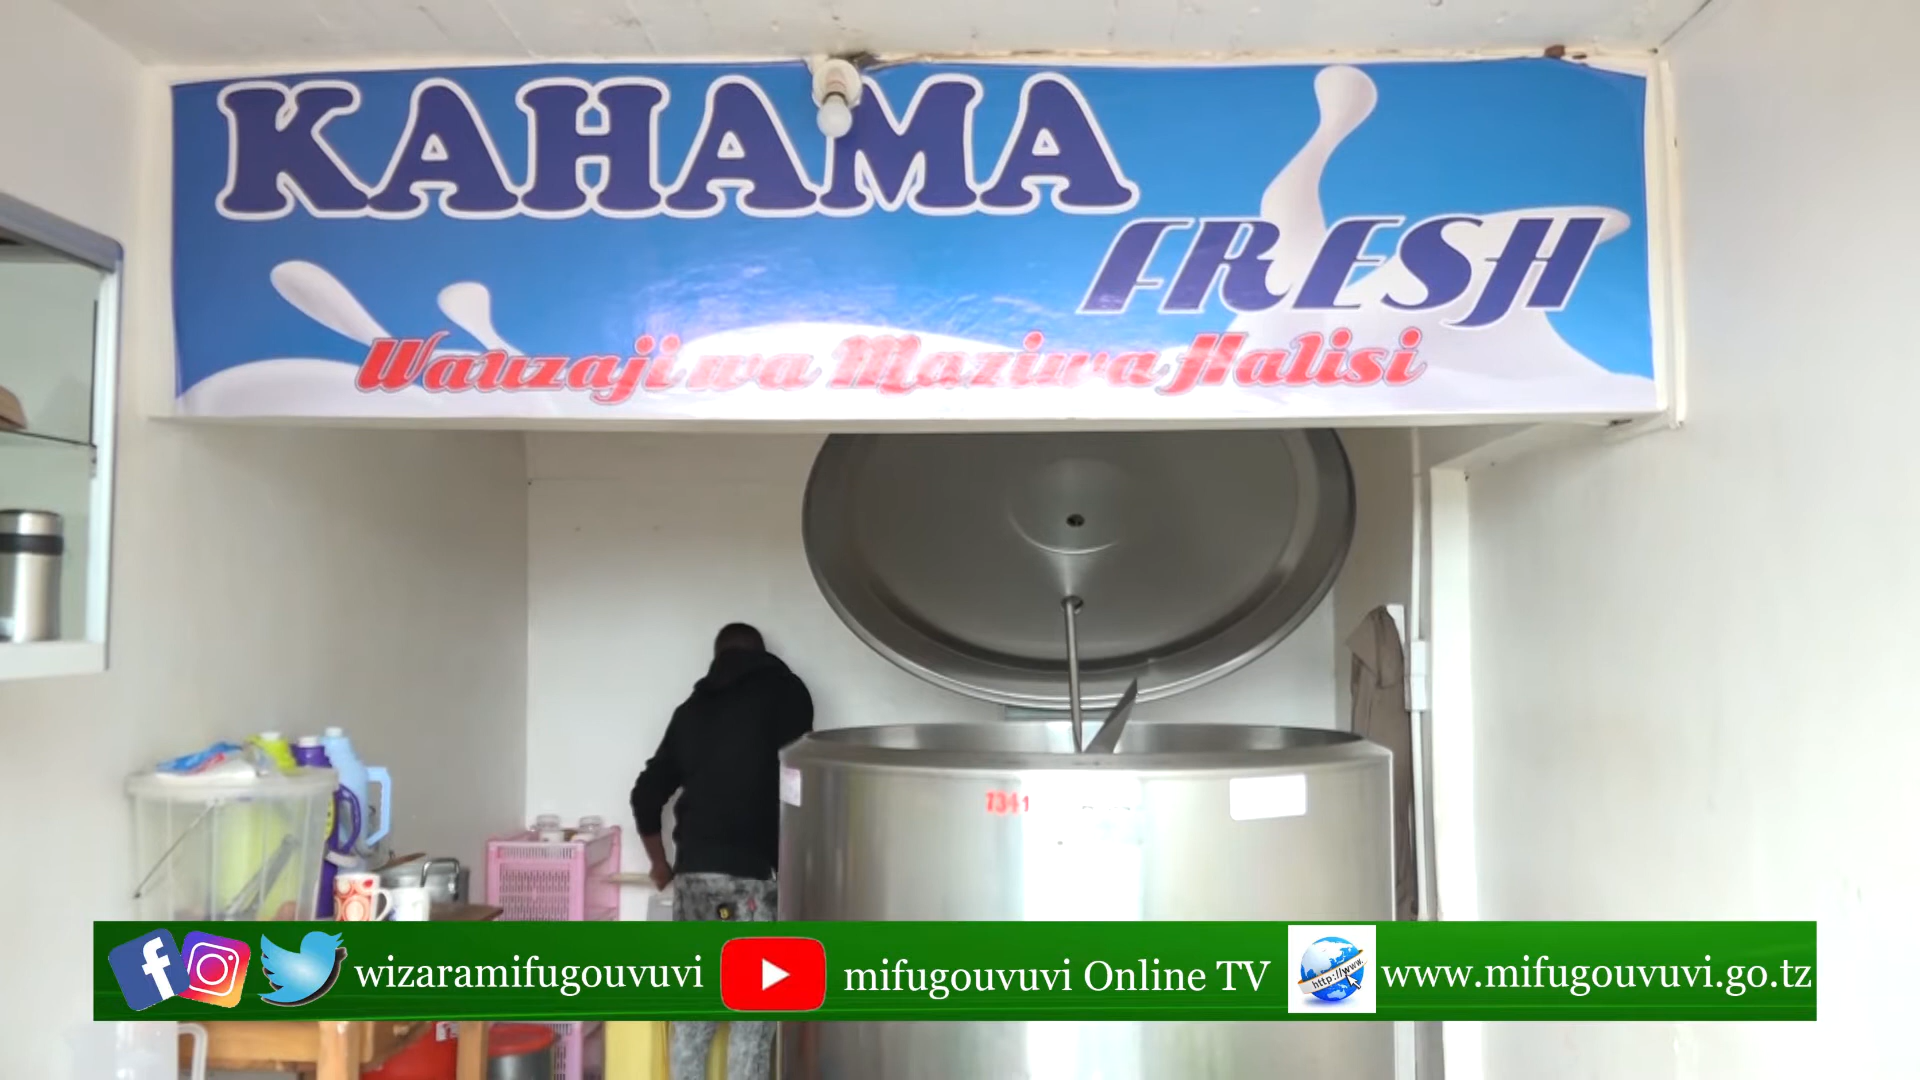 KAHAMA
FRESH
Wauzaji wa Maziwa Halisi
7341
wizaramifugouvuvi
mifugouvuvi Online TV
http://www.
www.mifugouvuvi.go.tz